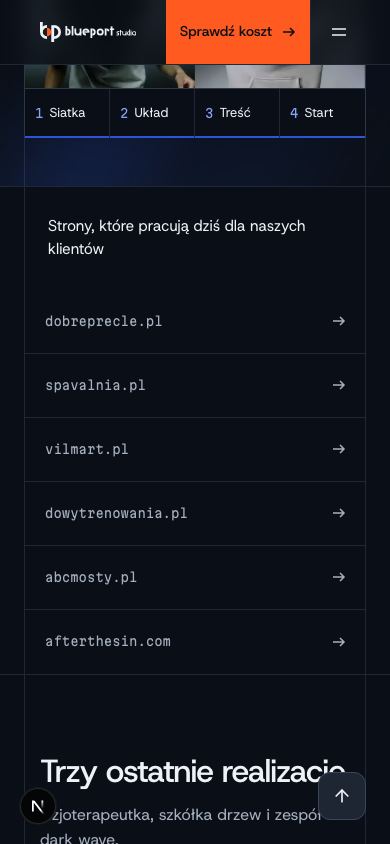 blueport studio
Sprawdź koszt
1 Siatka
2 Układ
3 Treść
4 Start
Strony, które pracują dziś dla naszych
klientów
dobreprecle.pl
spavalnia.pl
vilmart.pl
dowytrenowania.pl
abcmosty.pl
afterthesin.com
Trzy ostatnie realizacje
szkółka drzew i zespół
dark wave.